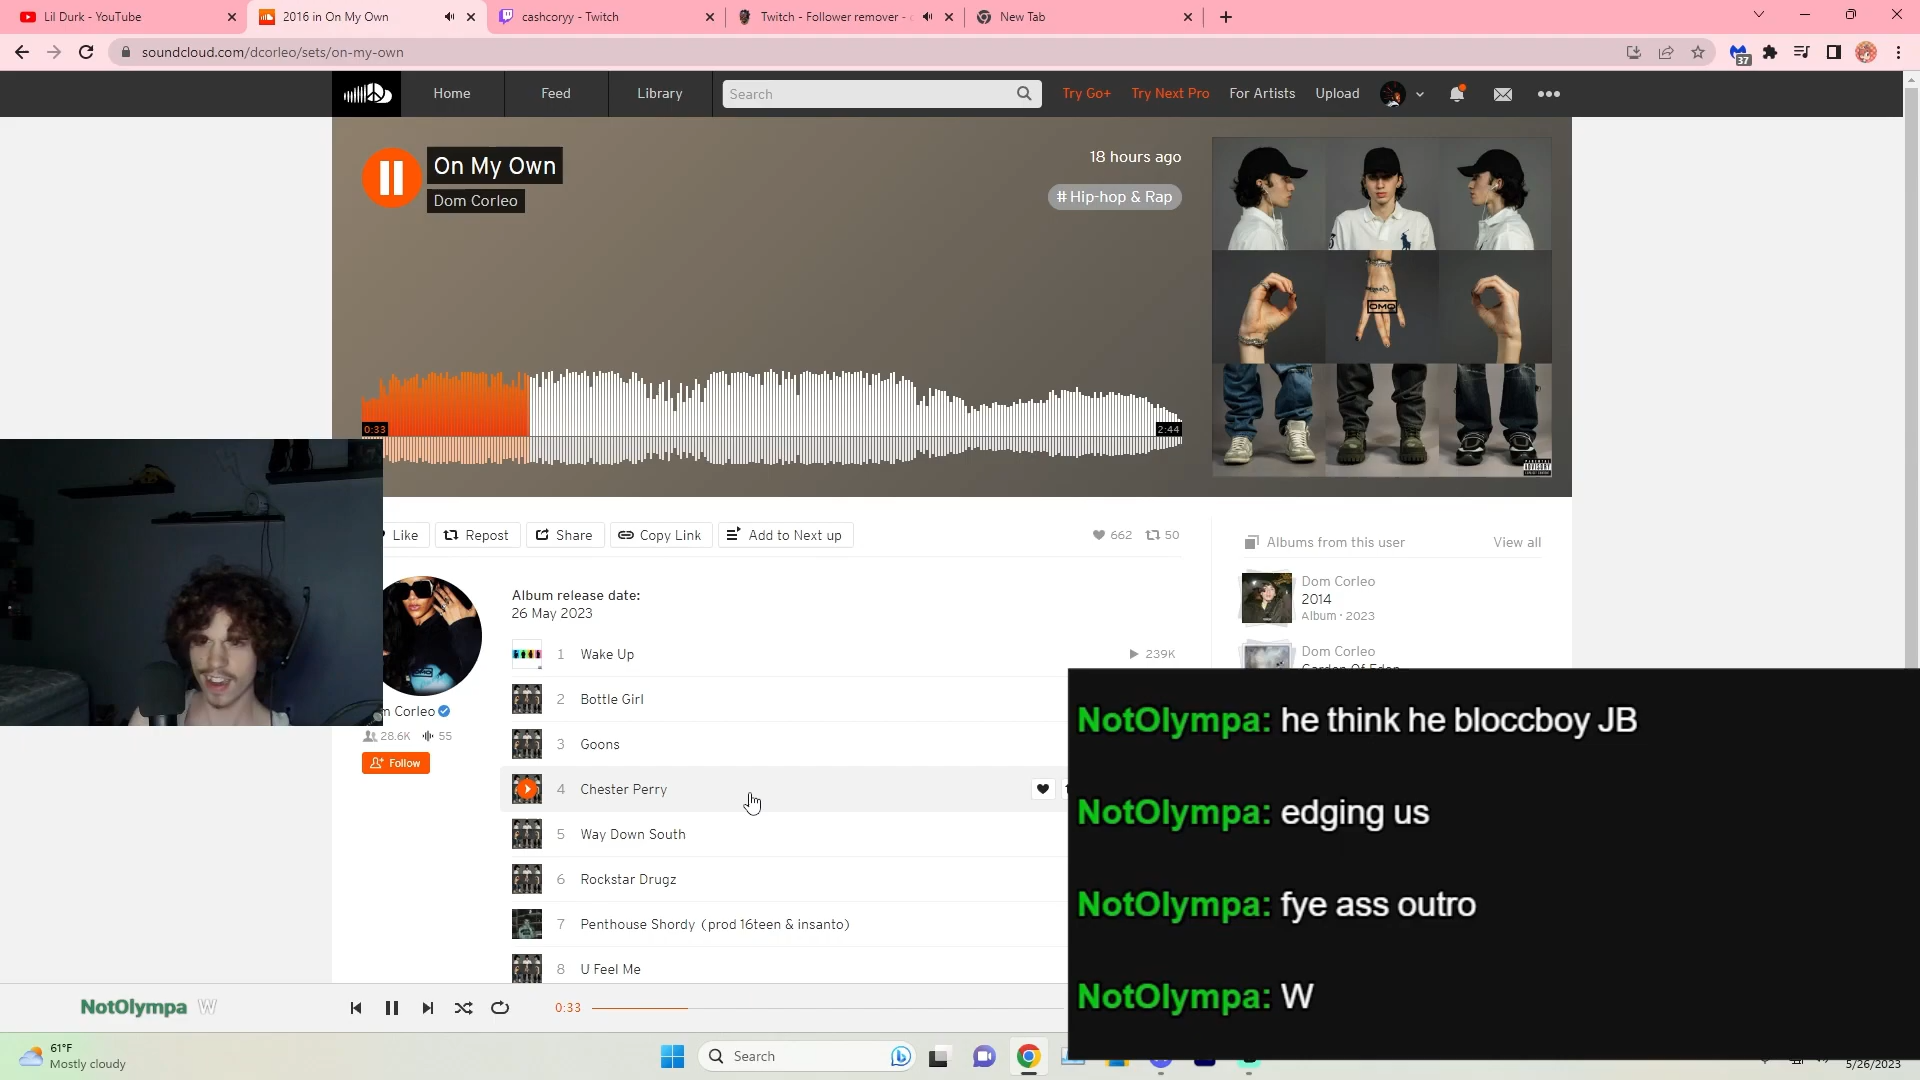 Lil Durk - YouTube
2016 in On My Own
cashcoryy - Twitch
Twitch - Follower remover -
New Tab
soundcloud.com/dcorleo/sets/on-my-own
37
Home
Feed
Library
Search
Try Go+
Try Next Pro
For Artists
Upload
On My Own
Dom Corleo
18 hours ago
# Hip-hop & Rap
OMO
0:33
2:44
Like
Repost
Share
Copy Link
Add to Next up
662
50
Albums from this user
View all
Album release date:
26 May 2023
Dom Corleo
2014
Album · 2023
Dom Corleo
Garden Of Eden
1 Wake Up
239K
2 Bottle Girl
3 Goons
4 Chester Perry
5 Way Down South
6 Rockstar Drugz
7 Penthouse Shordy (prod 16teen & insanto)
8 U Feel Me
m Corleo
28.6K
55
Follow
NotOlympa: he think he bloccboy JB
NotOlympa: edging us
NotOlympa: fye ass outro
NotOlympa: W
NotOlympa W
0:33
61°F
Mostly cloudy
Search
5/26/2023